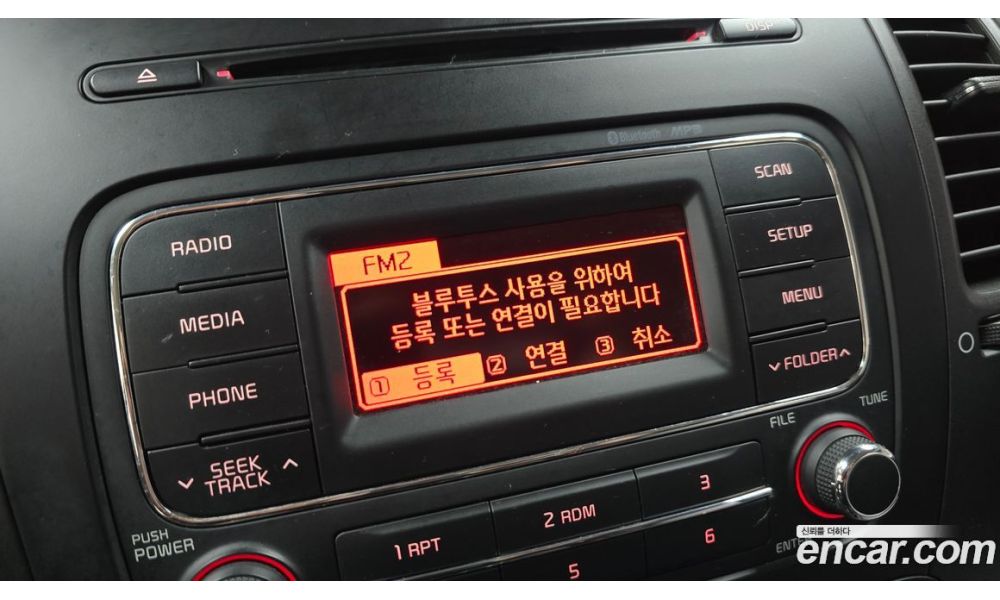 DISP
Bluetooth MP3
SCAN
RADIO
SETUP
FM2
블루투스 사용을 위하여
등록 또는 연결이 필요합니다
1 등록 2 연결 3 취소
MEDIA
MENU
PHONE
FOLDER
SEEK
TRACK
FILE
TUNE
PUSH
POWER
1 RPT
2 RDM
3
5
6
신뢰를 더하다
encar.com